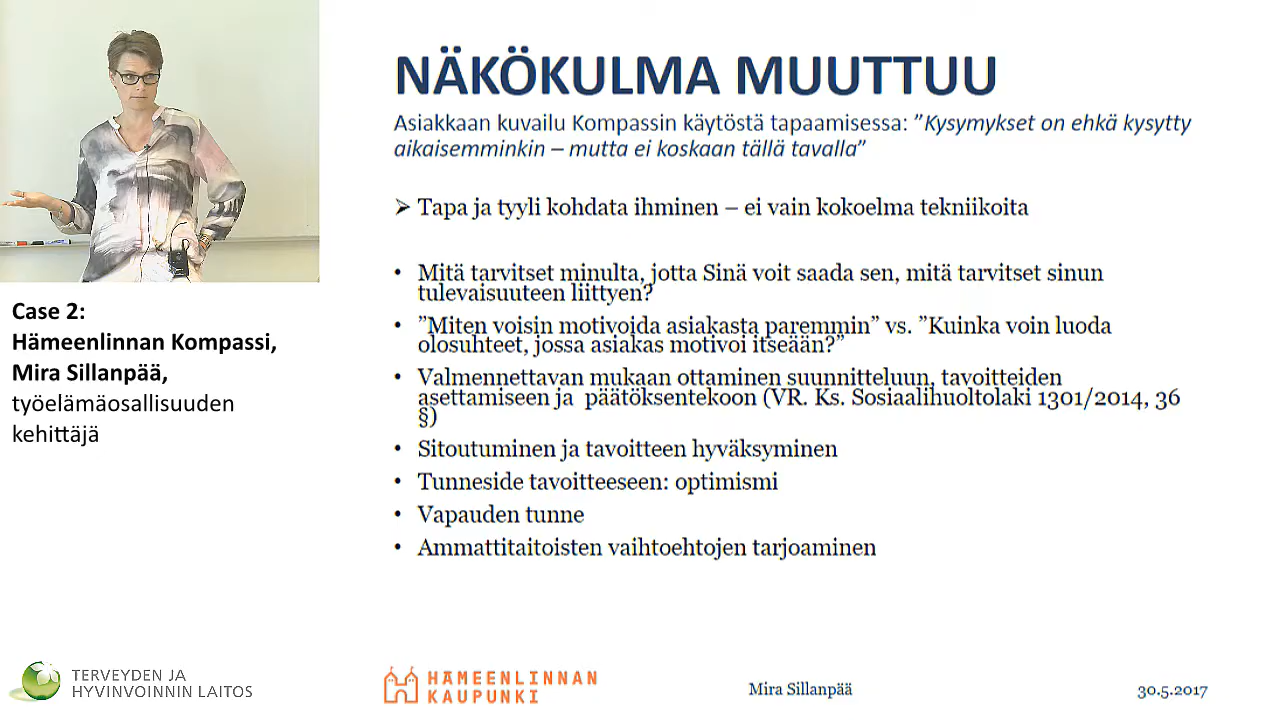 NÄKÖKULMA MUUTTUU
Asiakkaan kuvailu Kompassin käytöstä tapaamisessa: ”Kysymykset on ehkä kysytty
aikaisemminkin – mutta ei koskaan tällä tavalla”
➢ Tapa ja tyyli kohdata ihminen – ei vain kokoelma tekniikoita
• Mitä tarvitset minulta, jotta Sinä voit saada sen, mitä tarvitset sinun
tulevaisuuteen liittyen?
• ”Miten voisin motivoida asiakasta paremmin” vs. ”Kuinka voin luoda
olosuhteet, jossa asiakas motivoi itseään?”
• Valmennettavan mukaan ottaminen suunnitteluun, tavoitteiden
asettamiseen ja päätöksentekoon (VR. Ks. Sosiaalihuoltolaki 1301/2014, 36
§)
• Sitoutuminen ja tavoitteen hyväksyminen
• Tunneside tavoitteeseen: optimismi
• Vapauden tunne
• Ammattitaitoisten vaihtoehtojen tarjoaminen
Case 2:
Hämeenlinnan Kompassi,
Mira Sillanpää,
työelämäosallisuuden
kehittäjä
TERVEYDEN JA
HYVINVOINNIN LAITOS
HÄMEENLINNAN
KAUPUNKI
Mira Sillanpää
30.5.2017